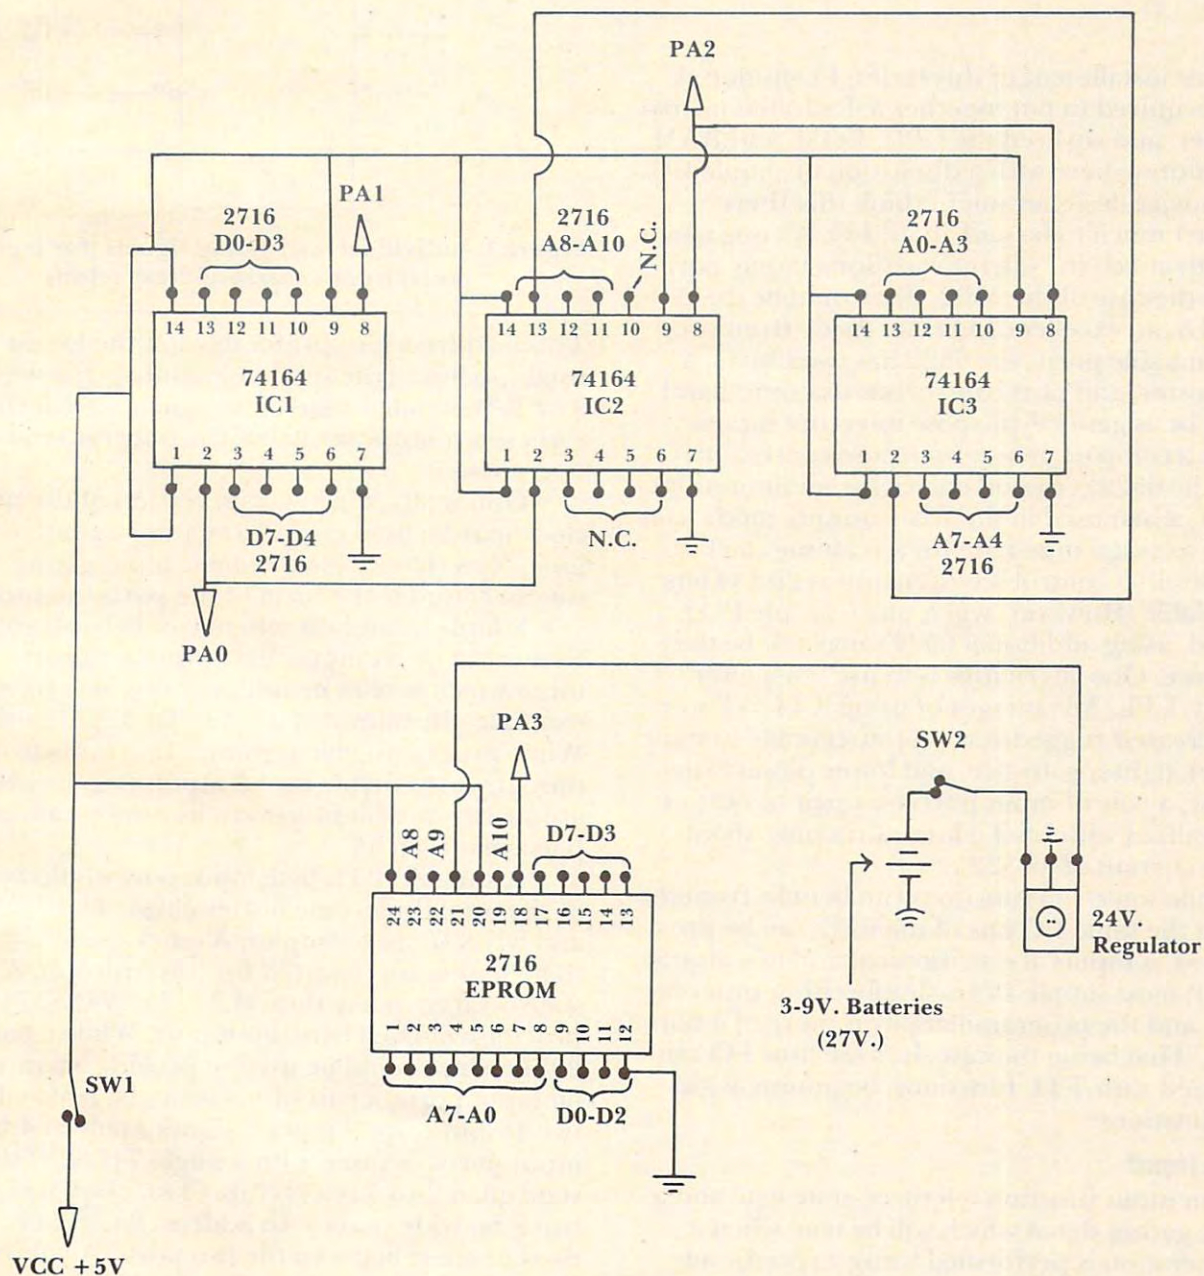 PA2
PA1
2716
D0-D3
2716
A8-A10
N.C.
2716
A0-A3
14 13 12 11 10 9 8
14 13 12 11 10 9 8
14 13 12 11 10 9 8
74164
IC1
74164
IC2
74164
IC3
1 2 3 4 5 6 7
1 2 3 4 5 6 7
1 2 3 4 5 6 7
D7-D4
2716
N.C.
A7-A4
2716
PA0
PA3
SW2
A8
A9
A10
D7-D3
24 23 22 21 20 19 18 17 16 15 14 13
2716
EPROM
24V.
Regulator
1 2 3 4 5 6 7 8 9 10 11 12
3-9V. Batteries
(27V.)
SW1
A7-A0
D0-D2
VCC +5V